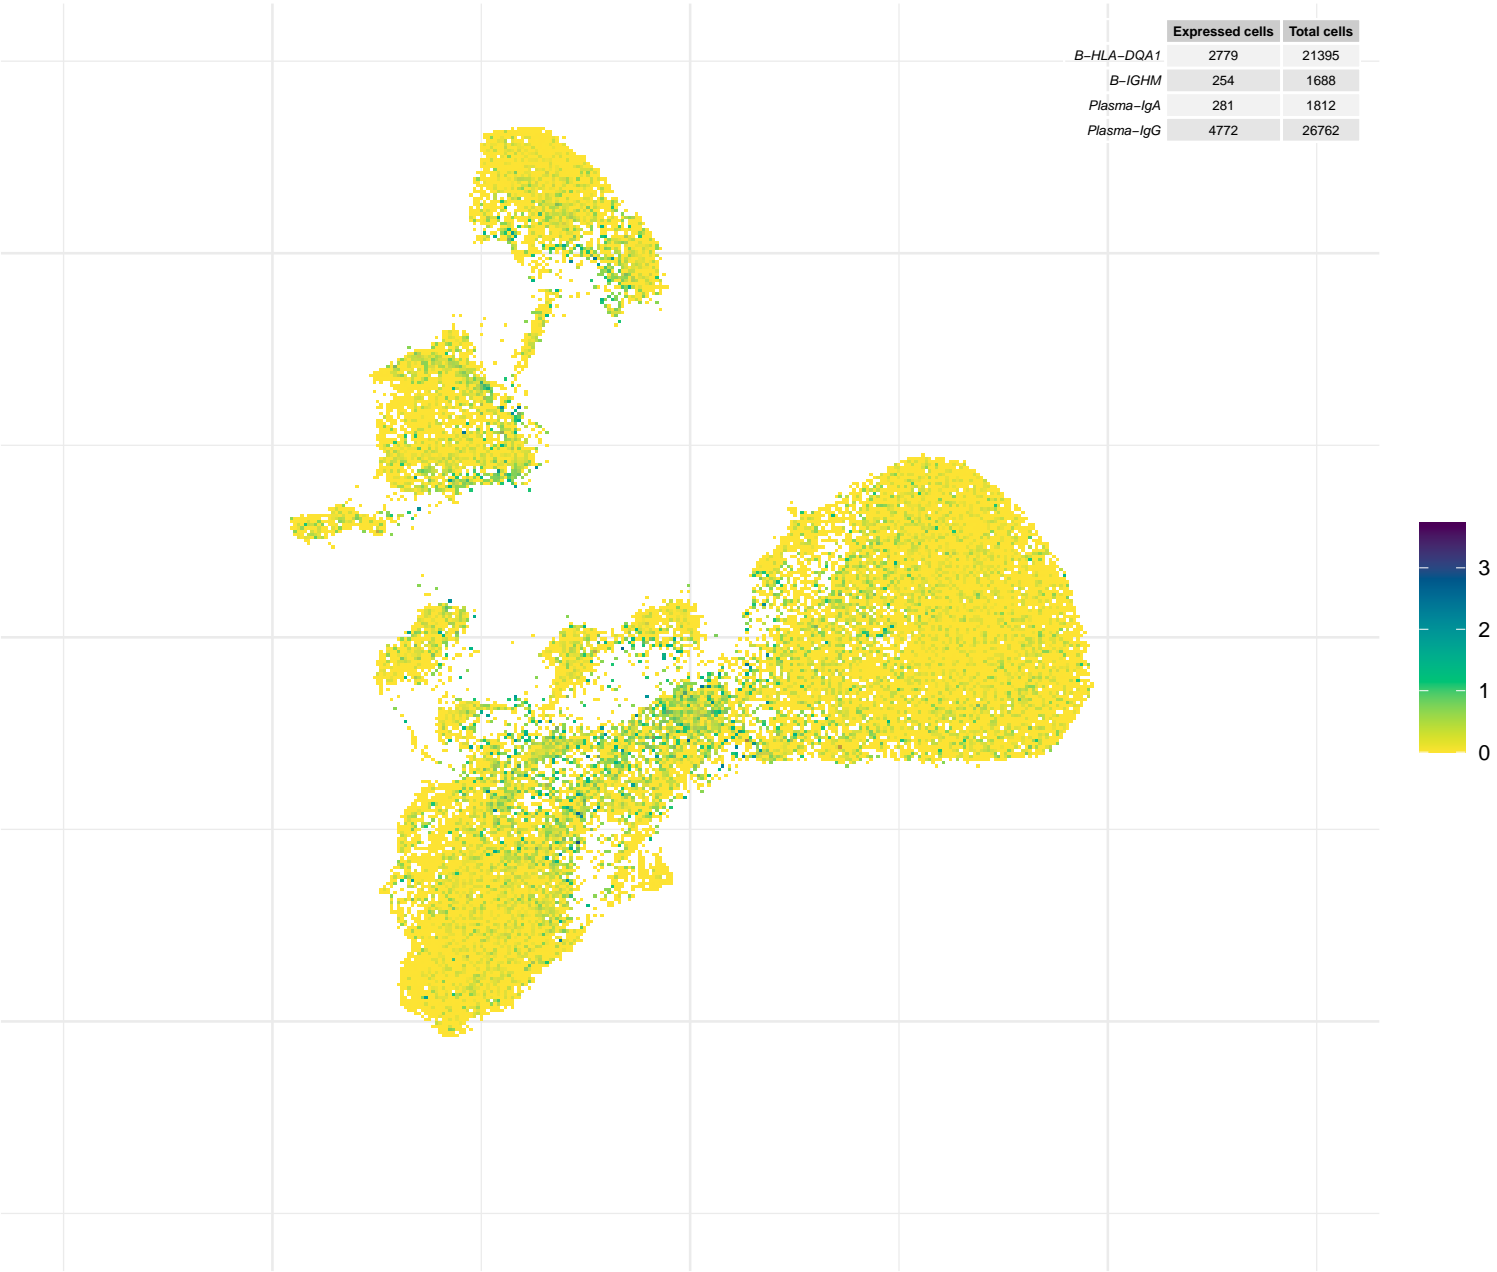 Expressed cells Total cells
B−HLA−DQA1 2779 21395
B−IGHM 254 1688
Plasma−IgA 281 1812
Plasma−IgG 4772 26762
3
2
1
0